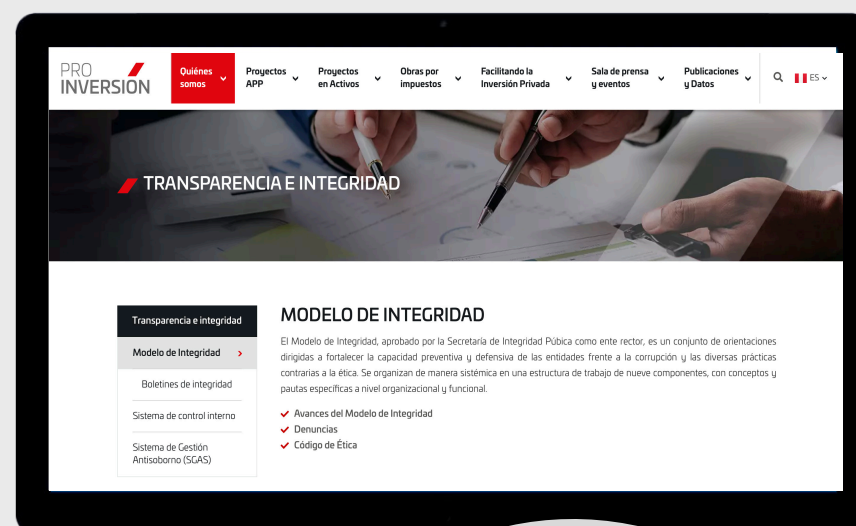 PRO
INVERSIÓN
Quiénes
somos
Proyectos
APP
Proyectos
en Activos
Obras por
impuestos
Facilitando la
Inversión Privada
Sala de prensa
y eventos
Publicaciones
y Datos
ES
TRANSPARENCIA E INTEGRIDAD
Transparencia e integridad
Modelo de Integridad
Boletines de integridad
Sistema de control interno
Sistema de Gestión
Antisoborno (SGAS)
MODELO DE INTEGRIDAD
El Modelo de Integridad, aprobado por la Secretaría de Integridad Púbica como ente rector, es un conjunto de orientaciones
dirigidas a fortalecer la capacidad preventiva y defensiva de las entidades frente a la corrupción y las diversas prácticas
contrarias a la ética. Se organizan de manera sistémica en una estructura de trabajo de nueve componentes, con conceptos y
pautas específicas a nivel organizacional y funcional.
Avances del Modelo de Integridad
Denuncias
Código de Ética